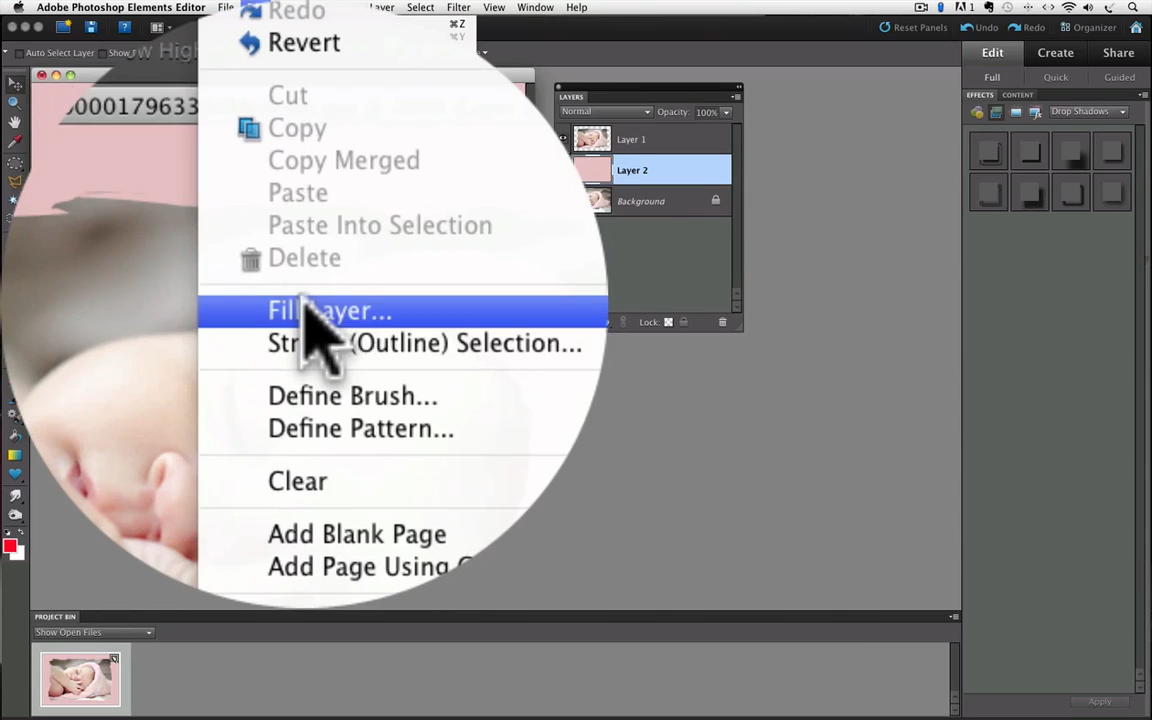 Adobe Photoshop Elements Editor File Layer Select Filter View Window Help
Reset Panels Undo Redo Organizer
Auto Select Layer
Edit Create Share
Full Quick Guided
EFFECTS CONTENT
Drop Shadows
Redo ⌘Z
Revert ⌘Y
Cut
Copy
Copy Merged
Paste
Paste Into Selection
Delete
Fill Layer...
(Outline) Selection...
Define Brush...
Define Pattern...
Clear
Add Blank Page
Add Page Using
LAYERS
Normal Opacity: 100%
Layer 1
Layer 2
Background
Lock:
PROJECT BIN
Show Open Files
Apply